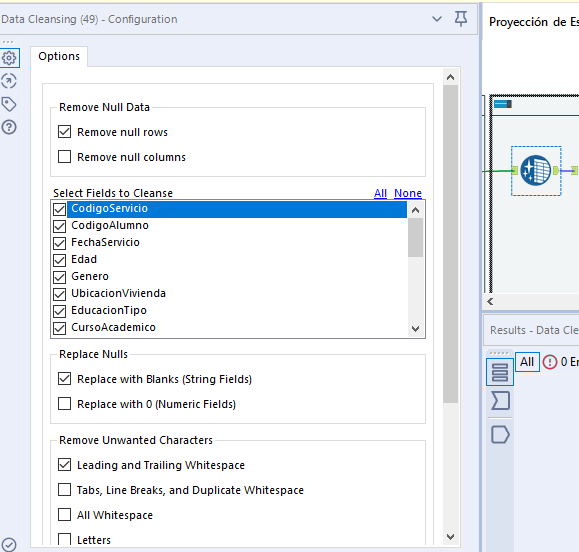 Data Cleansing (49) - Configuration
Proyección de Es
Options
Remove Null Data
Remove null rows
Remove null columns
Select Fields to Cleanse All None
CodigoServicio
CodigoAlumno
FechaServicio
Edad
Genero
UbicacionVivienda
EducacionTipo
CursoAcademico
Replace Nulls
Replace with Blanks (String Fields)
Replace with 0 (Numeric Fields)
Remove Unwanted Characters
Leading and Trailing Whitespace
Tabs, Line Breaks, and Duplicate Whitespace
All Whitespace
Letters
Results - Data Cle
All 0 Er